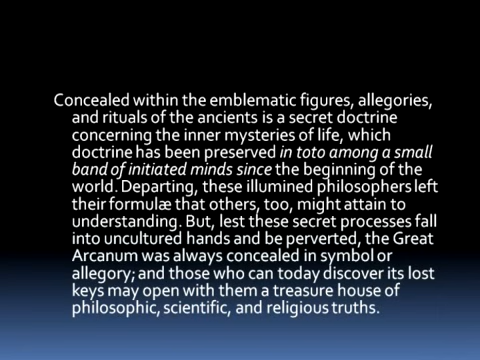 Concealed within the emblematic figures, allegories,
and rituals of the ancients is a secret doctrine
concerning the inner mysteries of life, which
doctrine has been preserved in toto among a small
band of initiated minds since the beginning of the
world. Departing, these illumined philosophers left
their formulæ that others, too, might attain to
understanding. But, lest these secret processes fall
into uncultured hands and be perverted, the Great
Arcanum was always concealed in symbol or
allegory; and those who can today discover its lost
keys may open with them a treasure house of
philosophic, scientific, and religious truths.